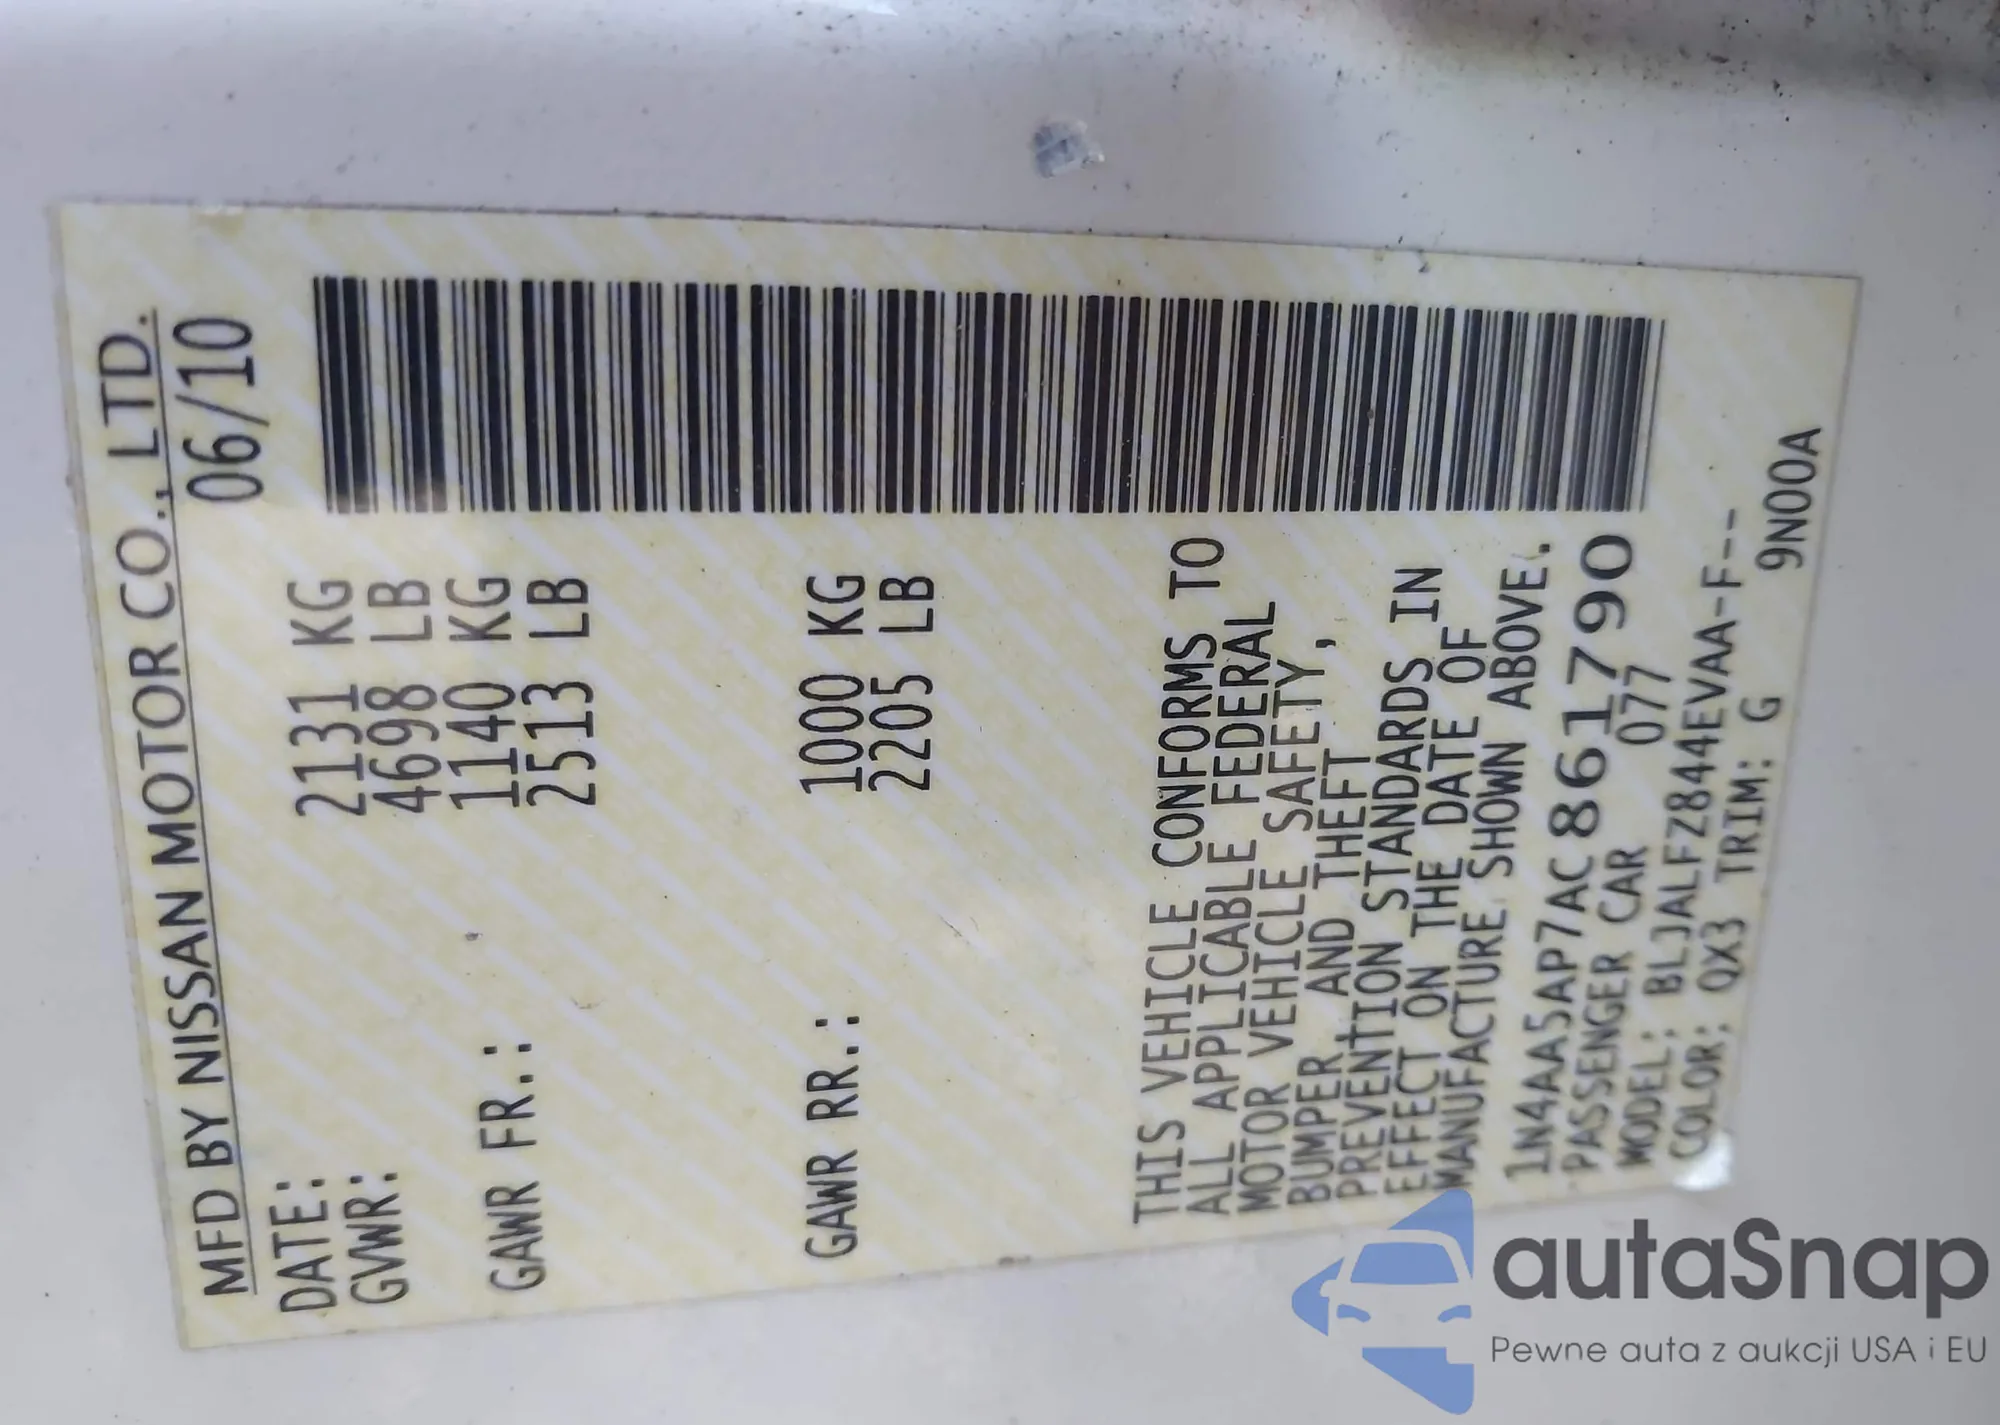 MFD BY NISSAN MOTOR CO., LTD.
DATE: 06/10
GVWR: 2131 KG
4698 LB
GAWR FR.: 1140 KG
2513 LB
GAWR RR.: 1000 KG
2205 LB
THIS VEHICLE CONFORMS TO
ALL APPLICABLE FEDERAL
MOTOR VEHICLE SAFETY,
BUMPER, AND THEFT
PREVENTION STANDARDS IN
EFFECT ON THE DATE OF
MANUFACTURE SHOWN ABOVE.
1N4AA5AP7AC861790
PASSENGER CAR 077
MODEL: BLJALFZ844EVAA-F--
COLOR: QX3 TRIM: G
9N00A
autaSnap
Pewne auta z aukcji USA i EU